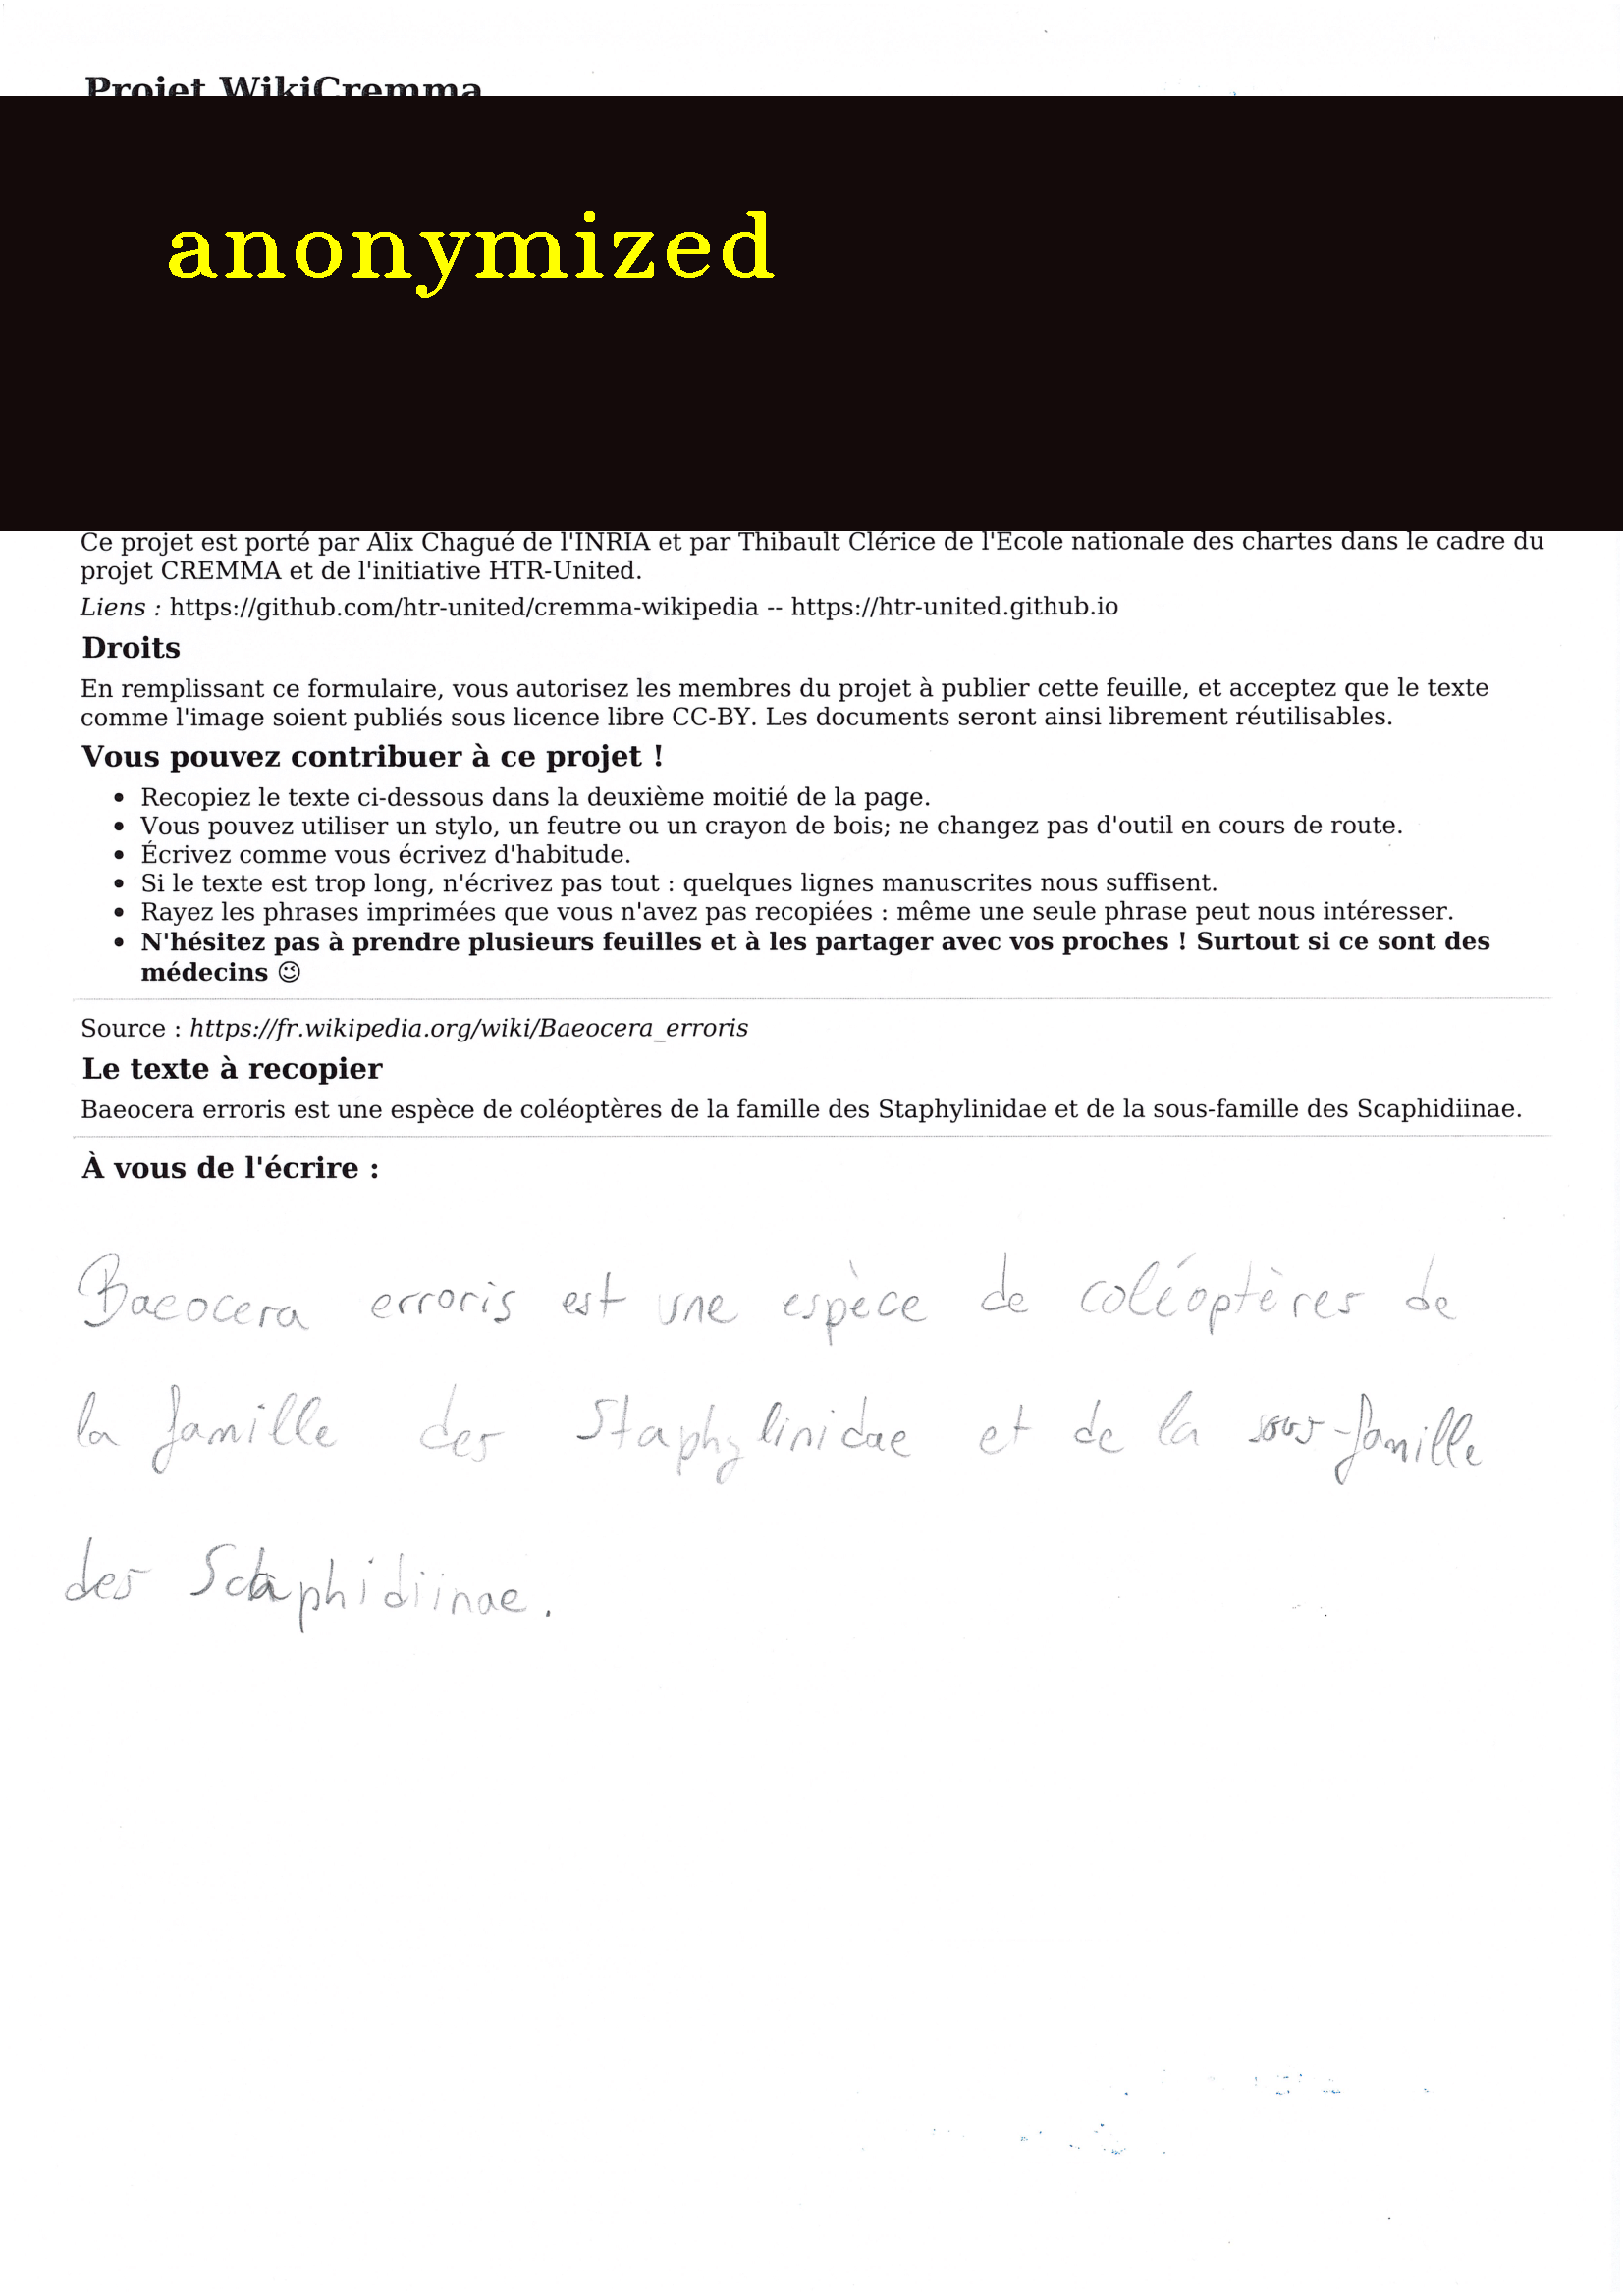 Projet WikiCremma
anonymized
Ce projet est porté par Alix Chagué de l'INRIA et par Thibault Clérice de l'École nationale des chartes dans le cadre du
projet CREMMA et de l'initiative HTR-United.
Liens : https://github.com/htr-united/cremma-wikipedia -- https://htr-united.github.io
Droits
En remplissant ce formulaire, vous autorisez les membres du projet à publier cette feuille, et acceptez que le texte
comme l'image soient publiés sous licence libre CC-BY. Les documents seront ainsi librement réutilisables.
Vous pouvez contribuer à ce projet !
• Recopiez le texte ci-dessous dans la deuxième moitié de la page.
• Vous pouvez utiliser un stylo, un feutre ou un crayon de bois; ne changez pas d'outil en cours de route.
• Écrivez comme vous écrivez d'habitude.
• Si le texte est trop long, n'écrivez pas tout : quelques lignes manuscrites nous suffisent.
• Rayez les phrases imprimées que vous n'avez pas recopiées : même une seule phrase peut nous intéresser.
• N'hésitez pas à prendre plusieurs feuilles et à les partager avec vos proches ! Surtout si ce sont des
médecins 😉
Source : https://fr.wikipedia.org/wiki/Baeocera_erroris
Le texte à recopier
Baeocera erroris est une espèce de coléoptères de la famille des Staphylinidae et de la sous-famille des Scaphidiinae.
À vous de l'écrire :
Baeocera erroris est une espèce de coléoptères de
la famille des Staphylinidae et de la sous-famille
des Scaphidiinae.